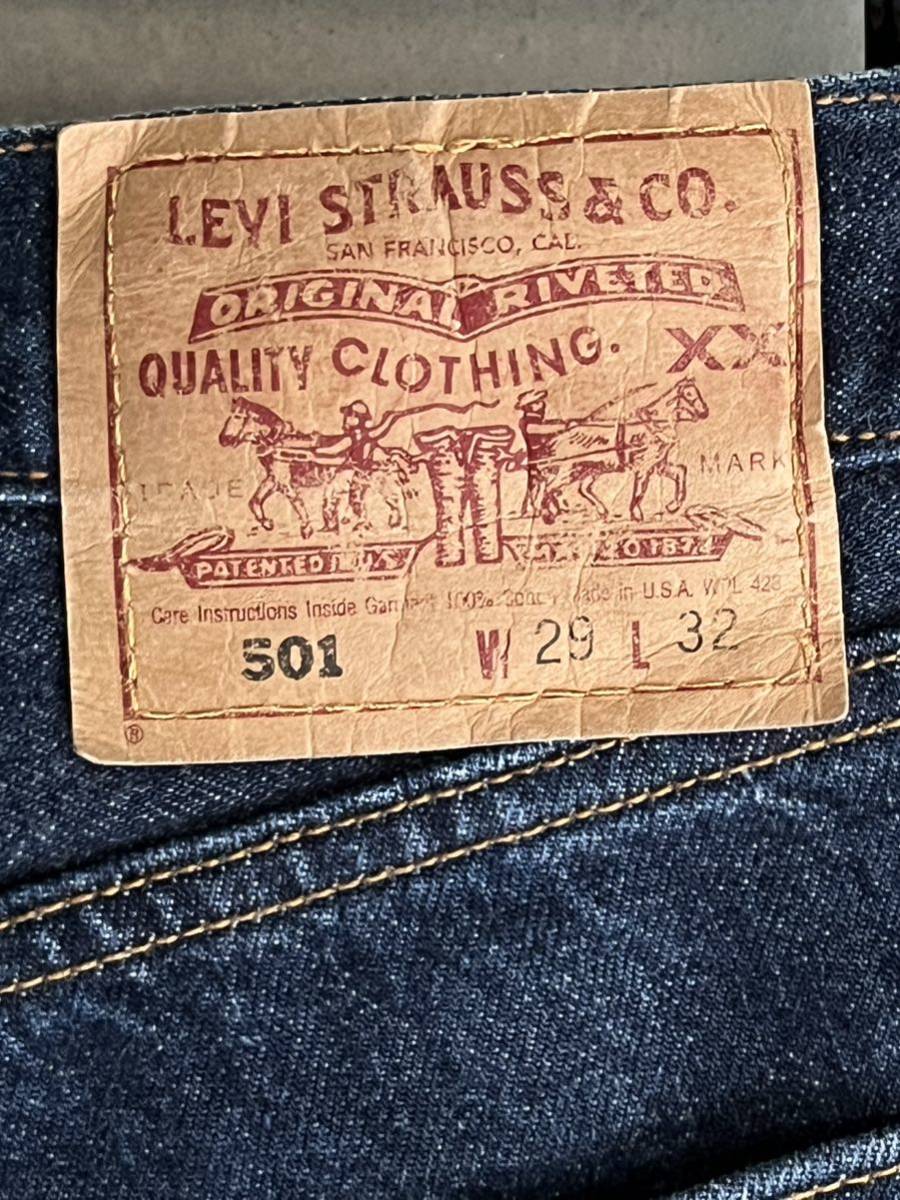 LEVI STRAUSS & CO.
SAN FRANCISCO, CAL.
ORIGINAL RIVETED
QUALITY CLOTHING. XX
TRADE MARK
PATENTED
Care Instructions Inside Garment 100% Made in U.S.A. WPL 423
501 W 29 L 32
®